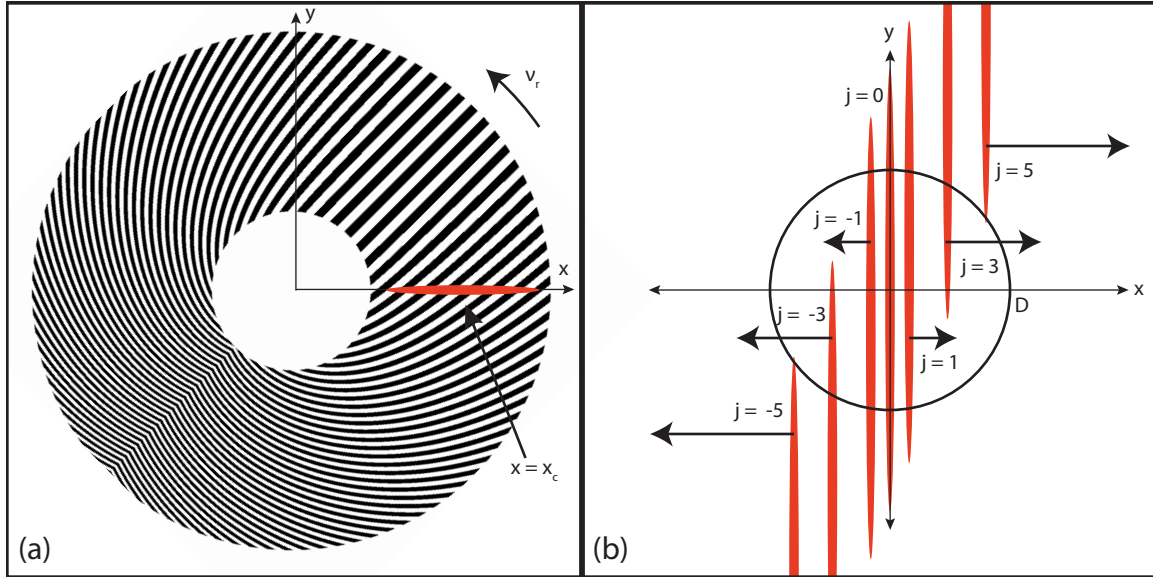 y
ν_r
x
x = x_c
(a)
y
j = 0
j = 5
j = -1
j = 3
x
D
j = -3
j = 1
j = -5
(b)